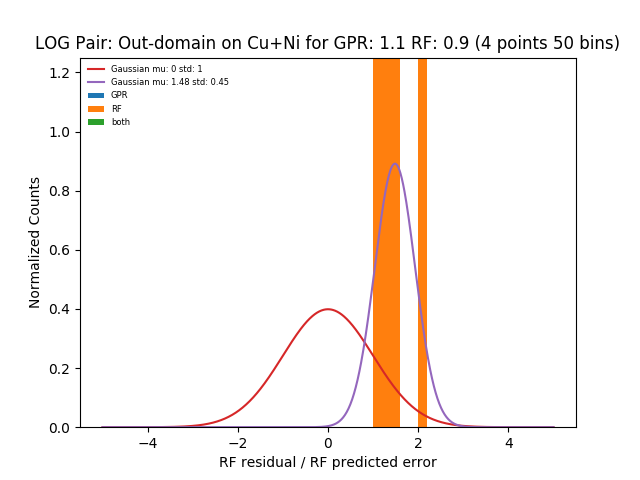 LOG Pair: Out-domain on Cu+Ni for GPR: 1.1 RF: 0.9 (4 points 50 bins)
Gaussian mu: 0 std: 1
Gaussian mu: 1.48 std: 0.45
GPR
RF
both
1.2
1.0
0.8
0.6
0.4
0.2
0.0
Normalized Counts
−4
−2
0
2
4
RF residual / RF predicted error